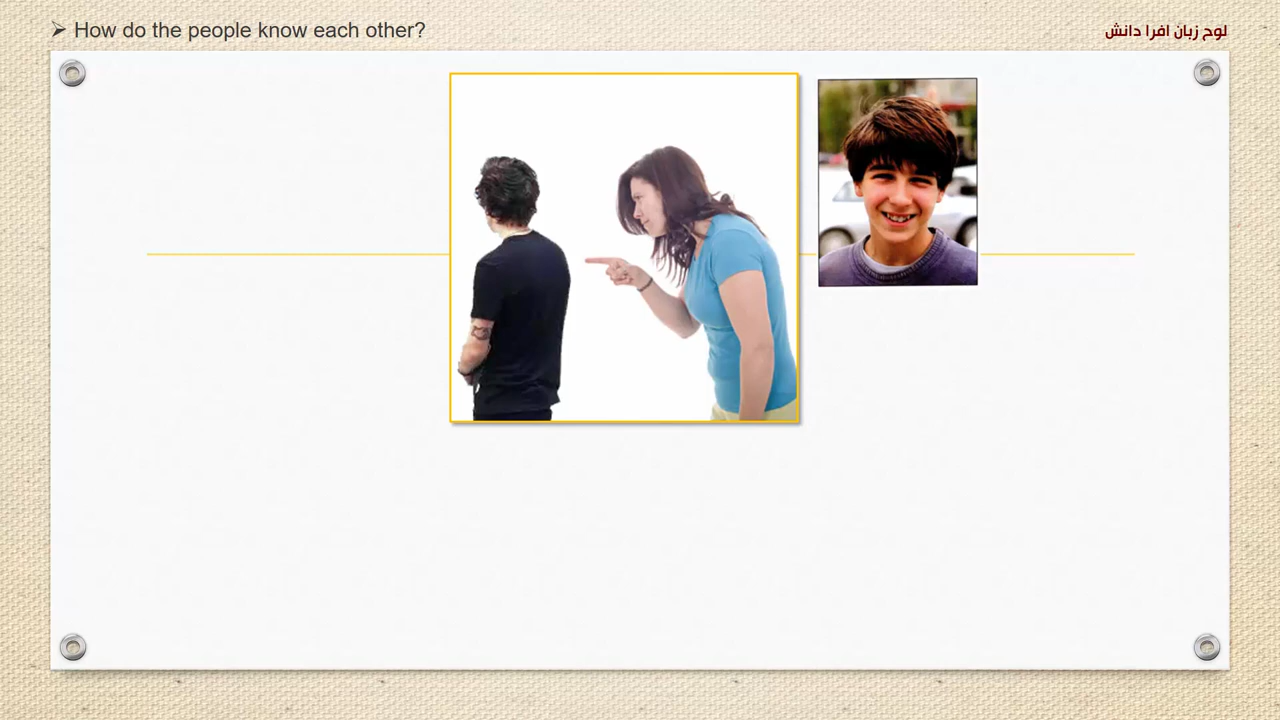 ➢ How do the people know each other?
لوح زبان افرا دانش